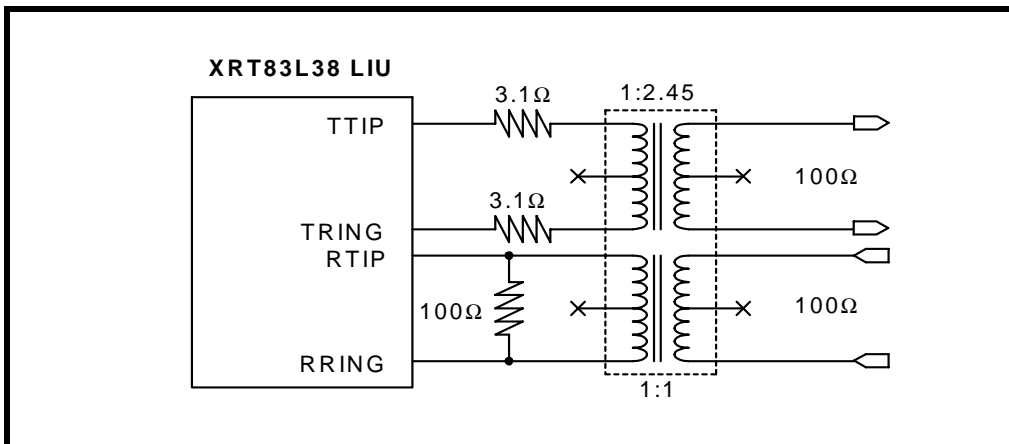 XRT83L38 LIU
3.1Ω
1:2.45
TTIP
100Ω
3.1Ω
TRING
RTIP
100Ω
100Ω
RRING
1:1